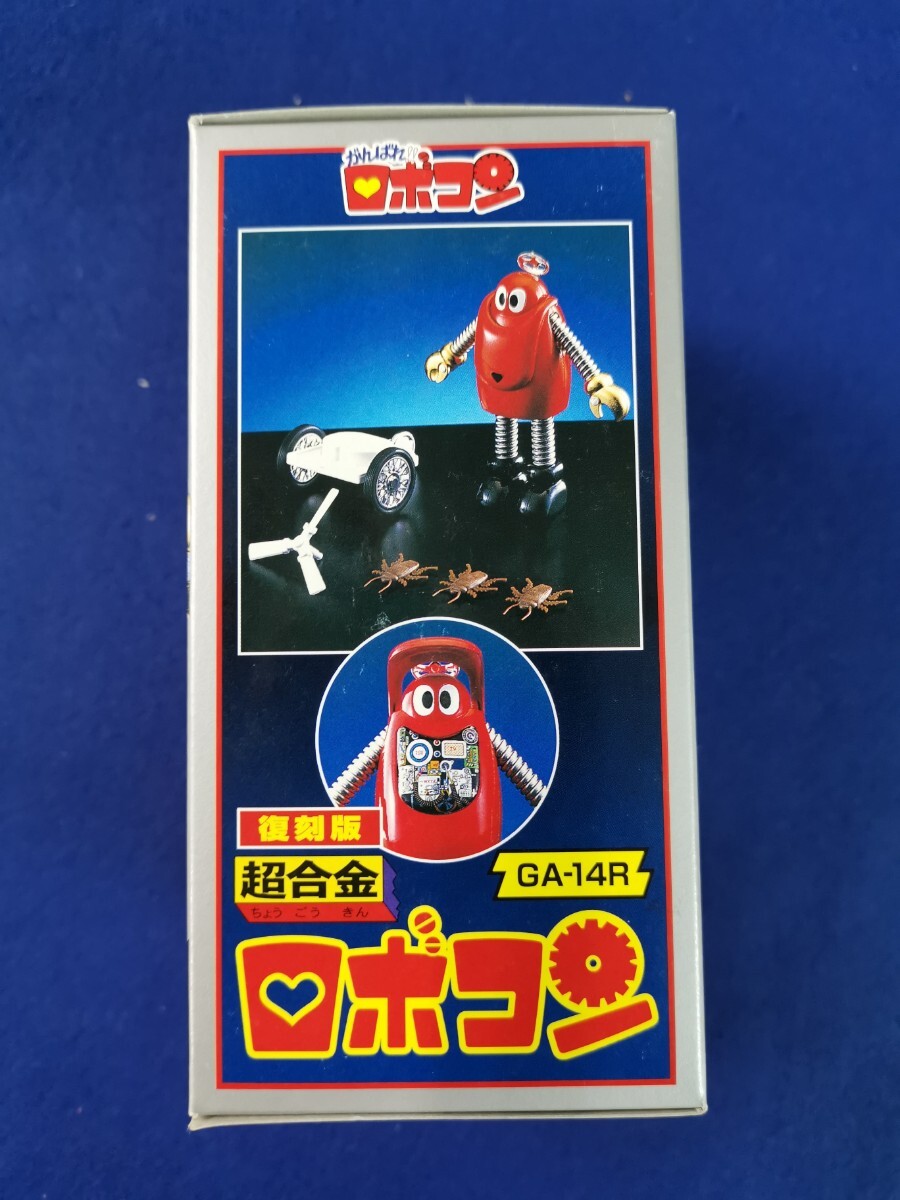 がんばれ!!
ロボコン
復刻版
超合金
ちょう ごう きん
GA-14R
ロボコン